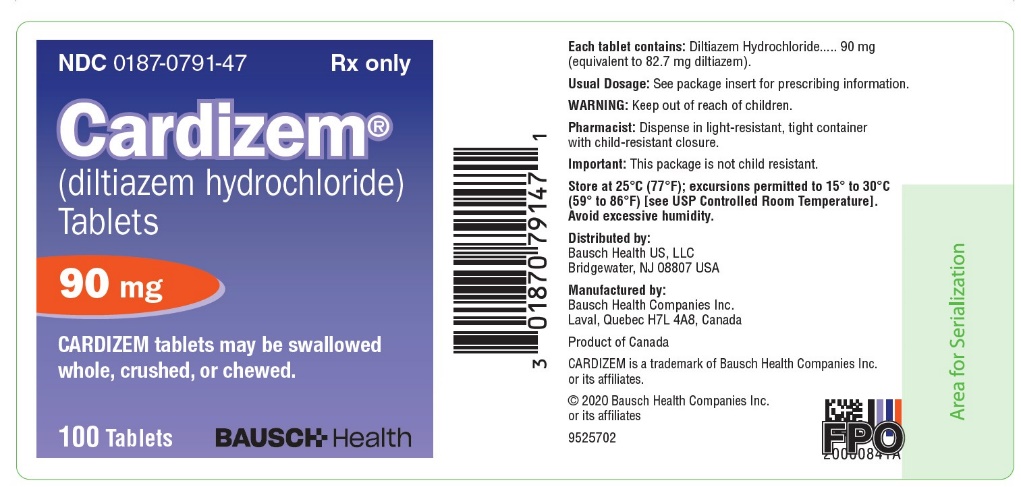 NDC 0187-0791-47 Rx only
Cardizem®
(diltiazem hydrochloride)
Tablets
90 mg
CARDIZEM tablets may be swallowed
whole, crushed, or chewed.
100 Tablets BAUSCH+Health
3 01870 79147 1
Each tablet contains: Diltiazem Hydrochloride..... 90 mg
(equivalent to 82.7 mg diltiazem).
Usual Dosage: See package insert for prescribing information.
WARNING: Keep out of reach of children.
Pharmacist: Dispense in light-resistant, tight container
with child-resistant closure.
Important: This package is not child resistant.
Store at 25°C (77°F); excursions permitted to 15° to 30°C
(59° to 86°F) [see USP Controlled Room Temperature].
Avoid excessive humidity.
Distributed by:
Bausch Health US, LLC
Bridgewater, NJ 08807 USA
Manufactured by:
Bausch Health Companies Inc.
Laval, Quebec H7L 4A8, Canada
Product of Canada
CARDIZEM is a trademark of Bausch Health Companies Inc.
or its affiliates.
© 2020 Bausch Health Companies Inc.
or its affiliates
9525702
FPO
20000841A
Area for Serialization